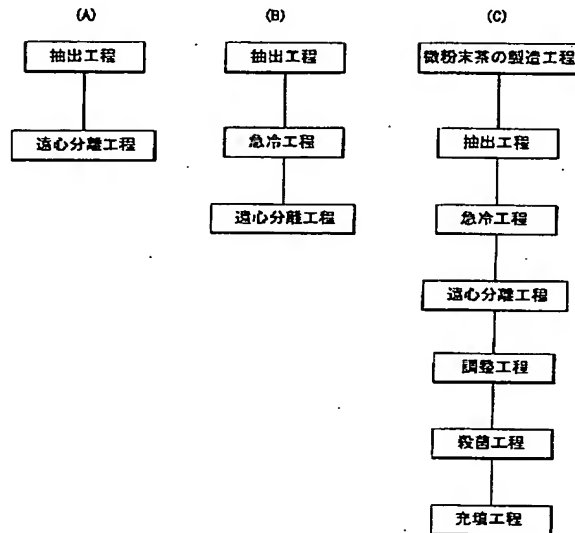 (A)
抽出工程
遠心分離工程
(B)
抽出工程
急冷工程
遠心分離工程
(C)
微粉末茶の製造工程
抽出工程
急冷工程
遠心分離工程
調整工程
殺菌工程
充填工程